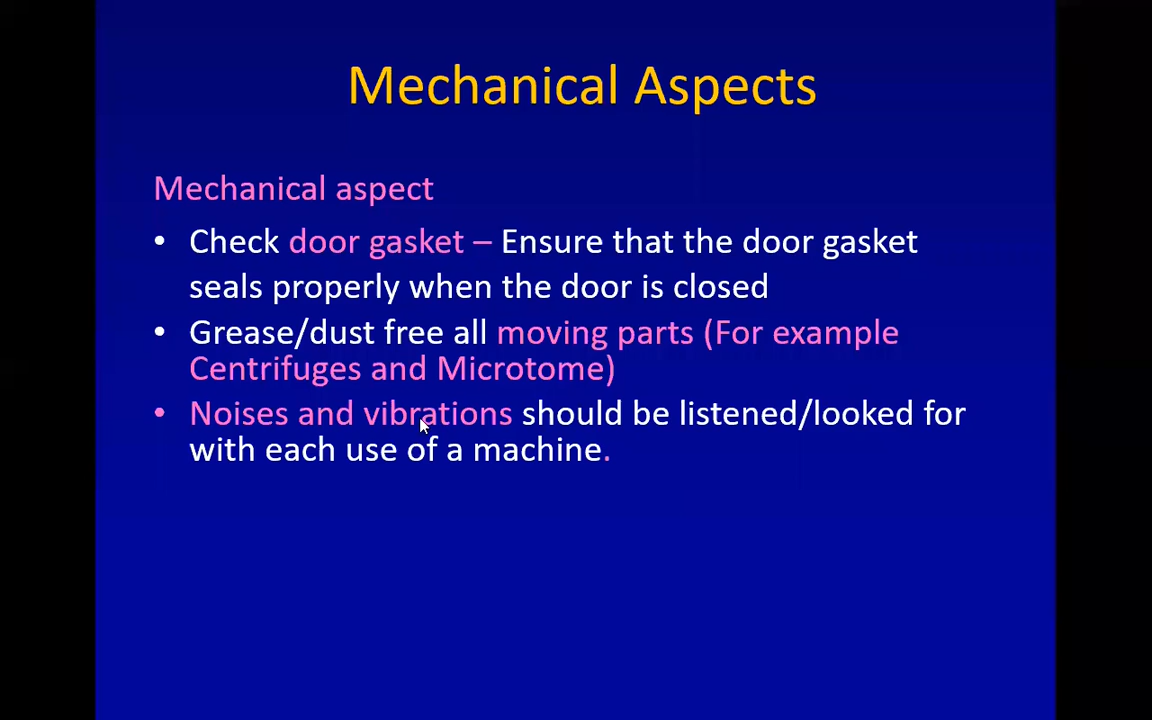 Mechanical Aspects
Mechanical aspect
• Check door gasket – Ensure that the door gasket
seals properly when the door is closed
• Grease/dust free all moving parts (For example
Centrifuges and Microtome)
• Noises and vibrations should be listened/looked for
with each use of a machine.